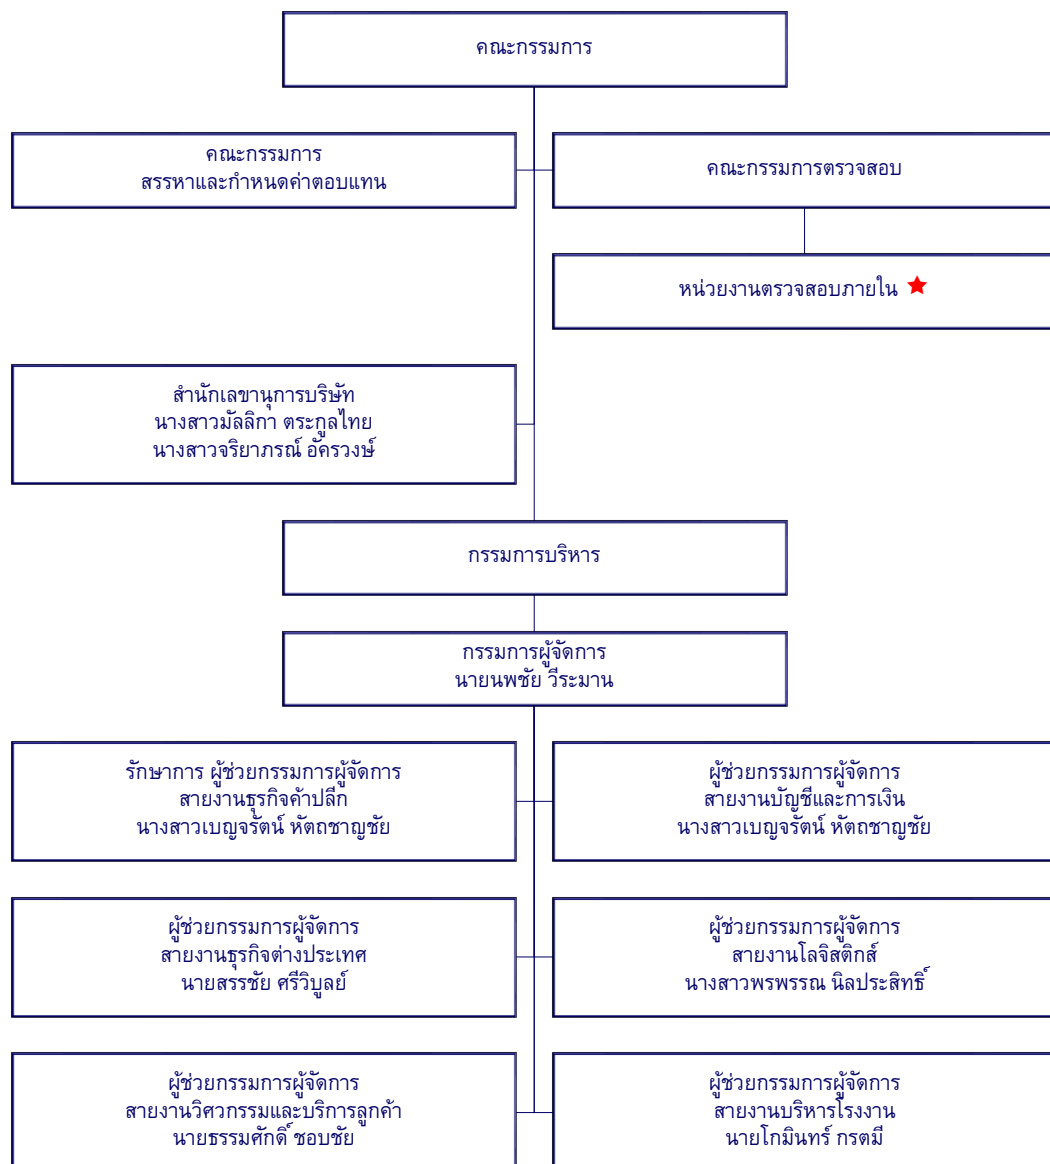 คณะกรรมการ
คณะกรรมการ
สรรหาและกำหนดค่าตอบแทน
คณะกรรมการตรวจสอบ
หน่วยงานตรวจสอบภายใน
สำนักเลขานุการบริษัท
นางสาวมัลลิกา ตระกูลไทย
นางสาวจริยาภรณ์ อัครวงษ์
กรรมการบริหาร
กรรมการผู้จัดการ
นายนพชัย วีระมาน
รักษาการ ผู้ช่วยกรรมการผู้จัดการ
สายงานธุรกิจค้าปลีก
นางสาวเบญจรัตน์ หัตถชาญชัย
ผู้ช่วยกรรมการผู้จัดการ
สายงานบัญชีและการเงิน
นางสาวเบญจรัตน์ หัตถชาญชัย
ผู้ช่วยกรรมการผู้จัดการ
สายงานธุรกิจต่างประเทศ
นายสรรชัย ศรีวิบูลย์
ผู้ช่วยกรรมการผู้จัดการ
สายงานโลจิสติกส์
นางสาวพรพรรณ นิลประสิทธิ์
ผู้ช่วยกรรมการผู้จัดการ
สายงานวิศวกรรมและบริการลูกค้า
นายธรรมศักดิ์ ชอบชัย
ผู้ช่วยกรรมการผู้จัดการ
สายงานบริหารโรงงาน
นายโกมินทร์ กรตมี